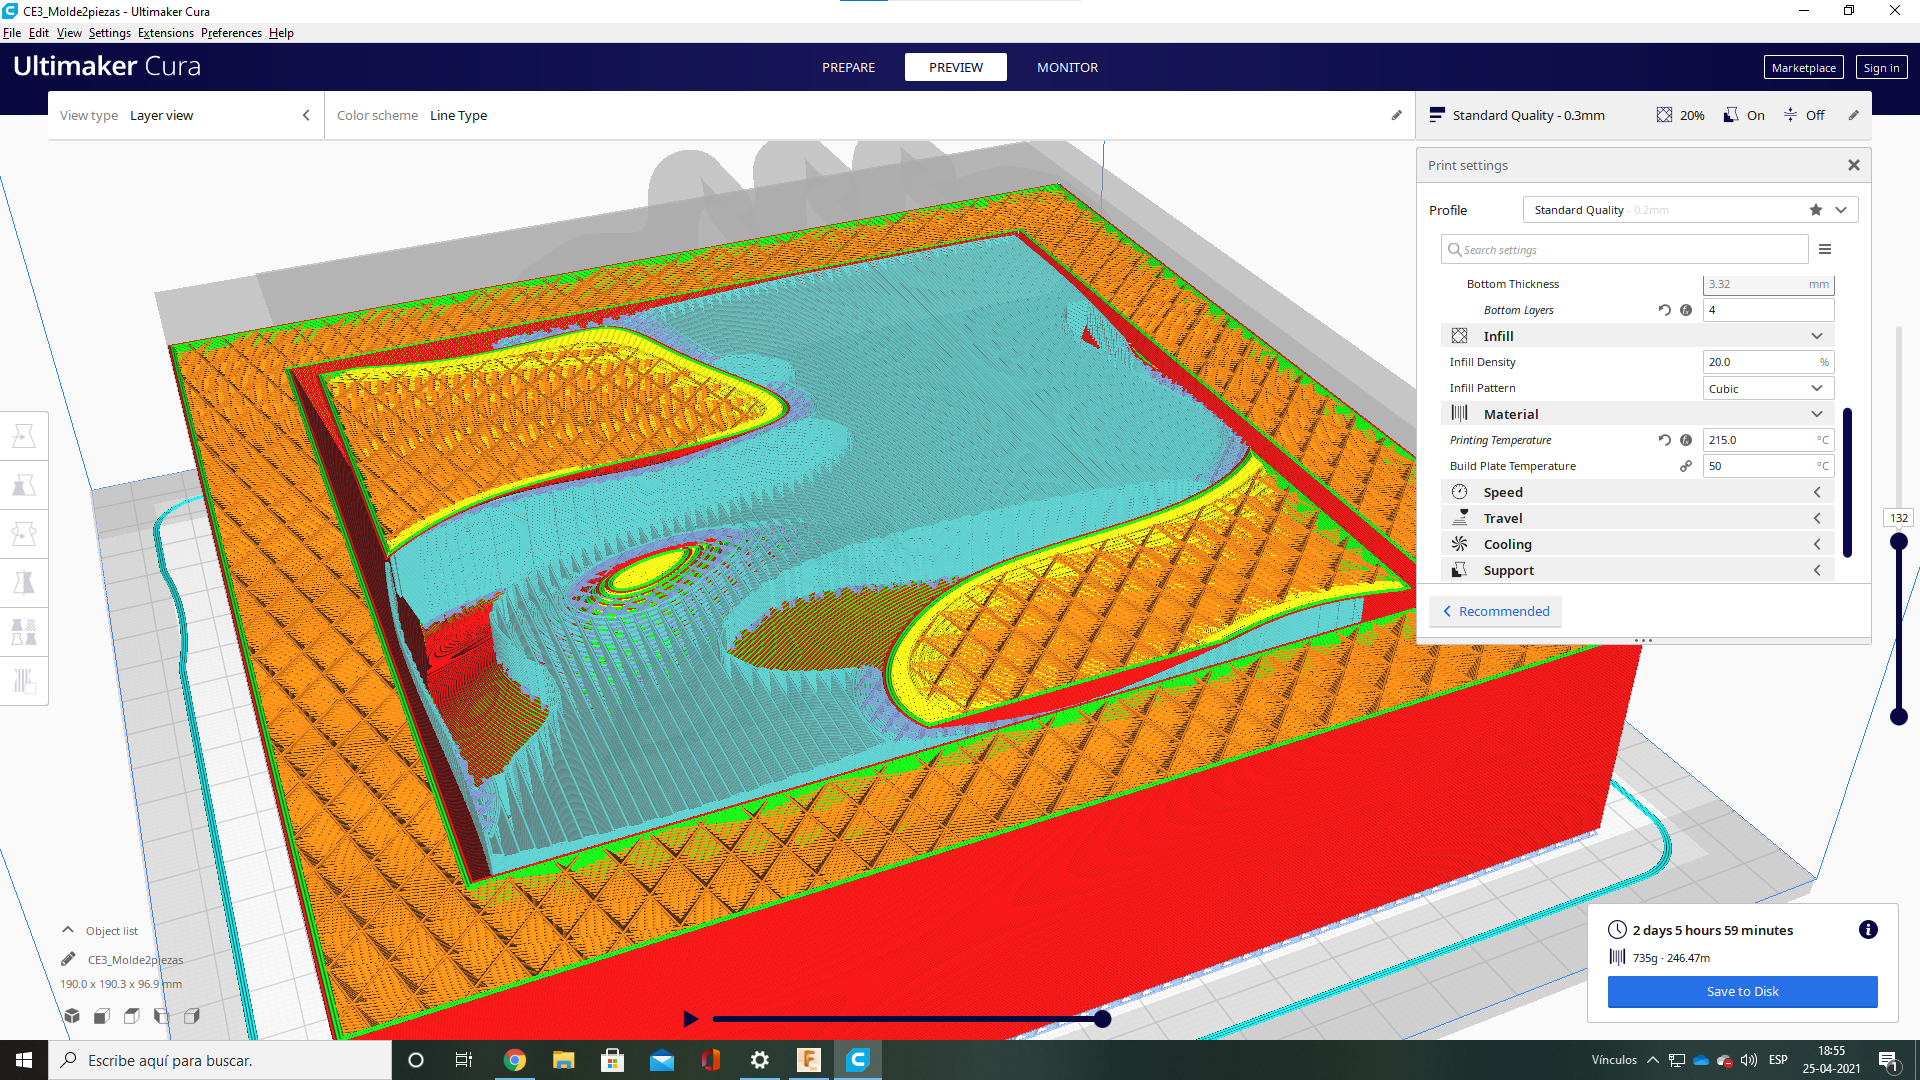 CE3_Molde2piezas - Ultimaker Cura
File Edit View Settings Extensions Preferences Help
Ultimaker Cura
PREPARE PREVIEW MONITOR
Marketplace Sign in
View type Layer view
Color scheme Line Type
Standard Quality - 0.3mm 20% On Off
Print settings
Profile Standard Quality - 0.2mm
Search settings
Bottom Thickness 3.32 mm
Bottom Layers 4
Infill
Infill Density 20.0 %
Infill Pattern Cubic
Material
Printing Temperature 215.0 °C
Build Plate Temperature 50 °C
Speed
Travel
Cooling
Support
Recommended
132
Object list
CE3_Molde2piezas
190.0 x 190.3 x 96.9 mm
2 days 5 hours 59 minutes
735g · 246.47m
Save to Disk
Escribe aquí para buscar.
Vínculos ESP
18:55
25-04-2021
1